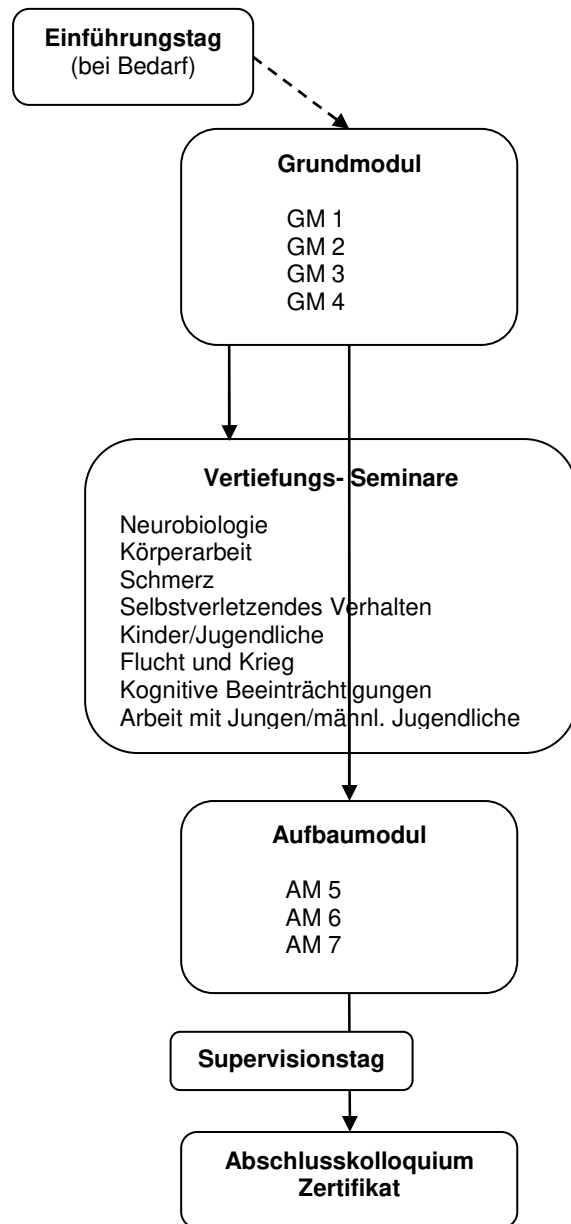 Einführungstag
(bei Bedarf)
Grundmodul
GM 1
GM 2
GM 3
GM 4
Vertiefungs- Seminare
Neurobiologie
Körperarbeit
Schmerz
Selbstverletzendes Verhalten
Kinder/Jugendliche
Flucht und Krieg
Kognitive Beeinträchtigungen
Arbeit mit Jungen/männl. Jugendliche
Aufbaumodul
AM 5
AM 6
AM 7
Supervisionstag
Abschlusskolloquium
Zertifikat